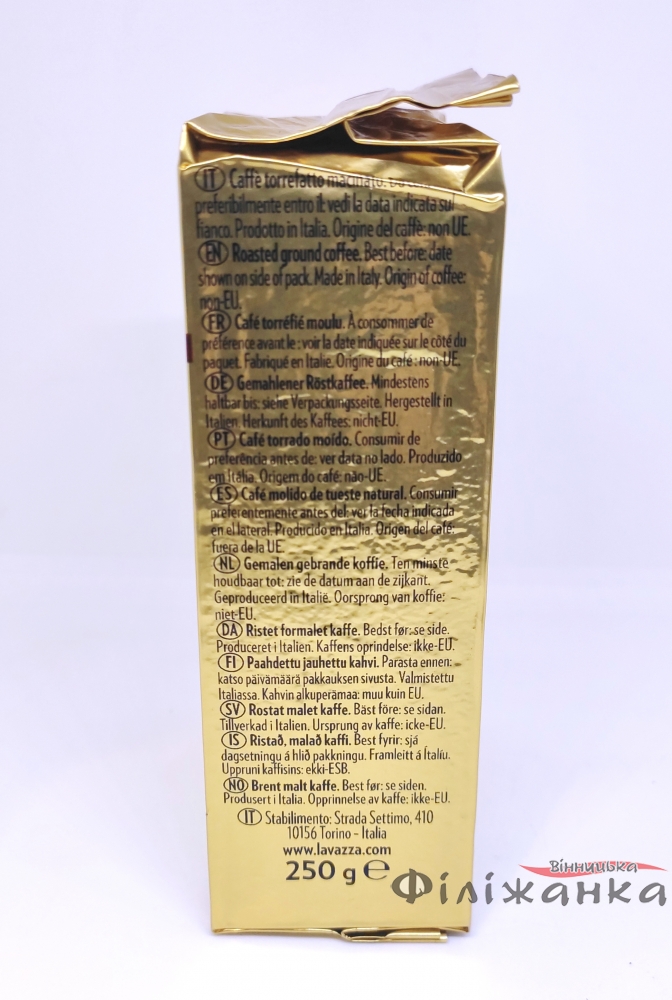 IT Caffè torrefatto macinato.
preferibilmente entro il: vedi la data indicata sul
fianco. Prodotto in Italia. Origine del caffè: non UE.
EN Roasted ground coffee. Best before: date
shown on side of pack. Made in Italy. Origin of coffee:
non-EU.
FR Café torréfié moulu. À consommer de
préférence avant le : voir la date indiquée sur le côté du
paquet. Fabriqué en Italie. Origine du café : non-UE.
DE Gemahlener Röstkaffee. Mindestens
haltbar bis: siehe Verpackungsseite. Hergestellt in
Italien. Herkunft des Kaffees: nicht-EU.
PT Café torrado moído. Consumir de
preferência antes de: ver data no lado. Produzido
em Itália. Origem do café: não-UE.
ES Café molido de tueste natural. Consumir
preferentemente antes del: ver la fecha indicada
en el lateral. Producido en Italia. Origen del café:
fuera de la UE.
NL Gemalen gebrande koffie. Ten minste
houdbaar tot: zie de datum aan de zijkant.
Geproduceerd in Italië. Oorsprong van koffie:
niet-EU.
DA Ristet formalet kaffe. Bedst før: se side.
Produceret i Italien. Kaffens oprindelse: ikke-EU.
FI Paahdettu jauhettu kahvi. Parasta ennen:
katso päivämäärä pakkauksen sivusta. Valmistettu
Italiassa. Kahvin alkuperämaa: muu kuin EU.
SV Rostat malet kaffe. Bäst före: se sidan.
Tillverkad i Italien. Ursprung av kaffe: icke-EU.
IS Ristað, malað kaffi. Best fyrir: sjá
dagsetningu á hlið pakkningu. Framleitt á Ítalíu.
Uppruni kaffisins: ekki-ESB.
NO Brent malt kaffe. Best før: se siden.
Produsert i Italia. Opprinnelse av kaffe: ikke-EU.
IT Stabilimento: Strada Settimo, 410
10156 Torino - Italia
www.lavazza.com
250 g ℮
Вінницька
Філіжанка